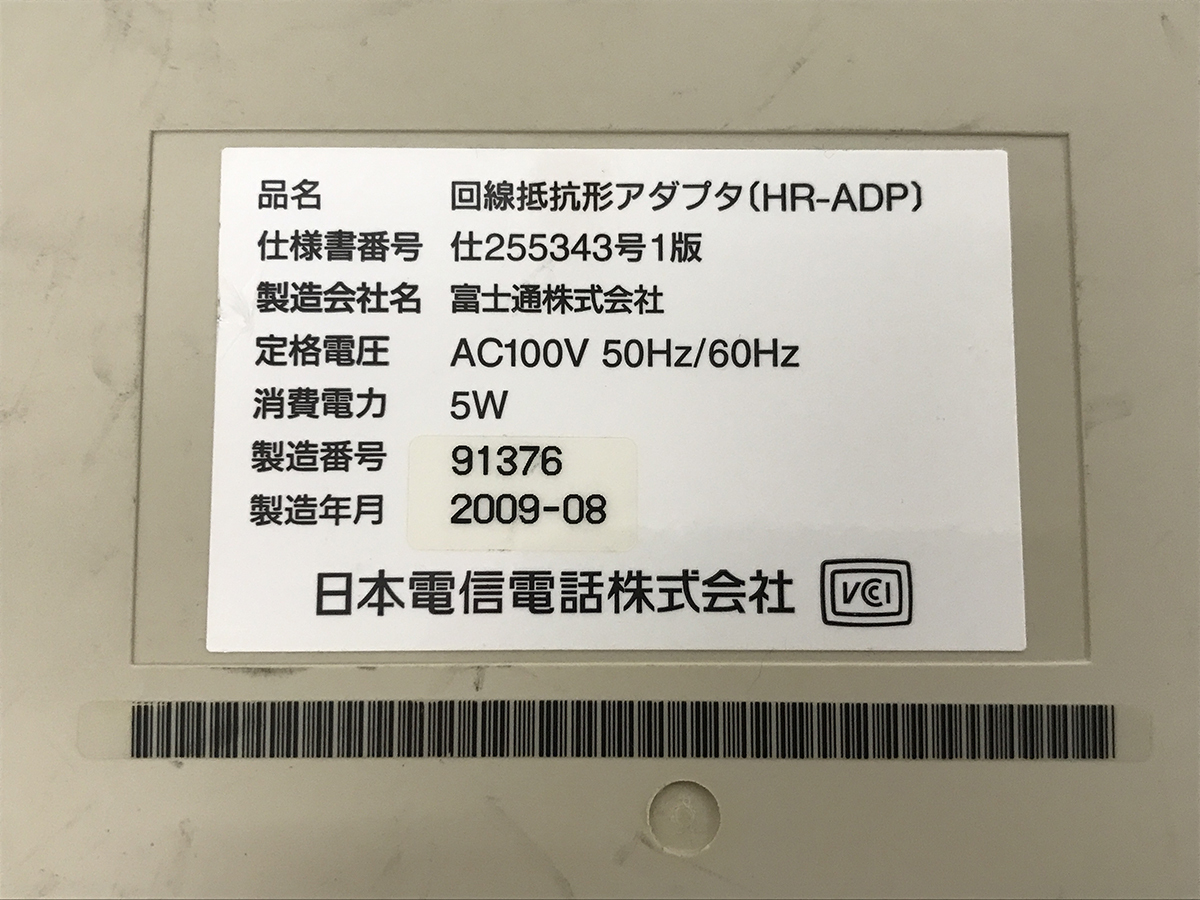 品名 回線抵抗形アダプタ〔HR-ADP〕
仕様書番号 仕255343号1版
製造会社名 富士通株式会社
定格電圧 AC100V 50Hz/60Hz
消費電力 5W
製造番号 91376
製造年月 2009-08
日本電信電話株式会社 VCCI